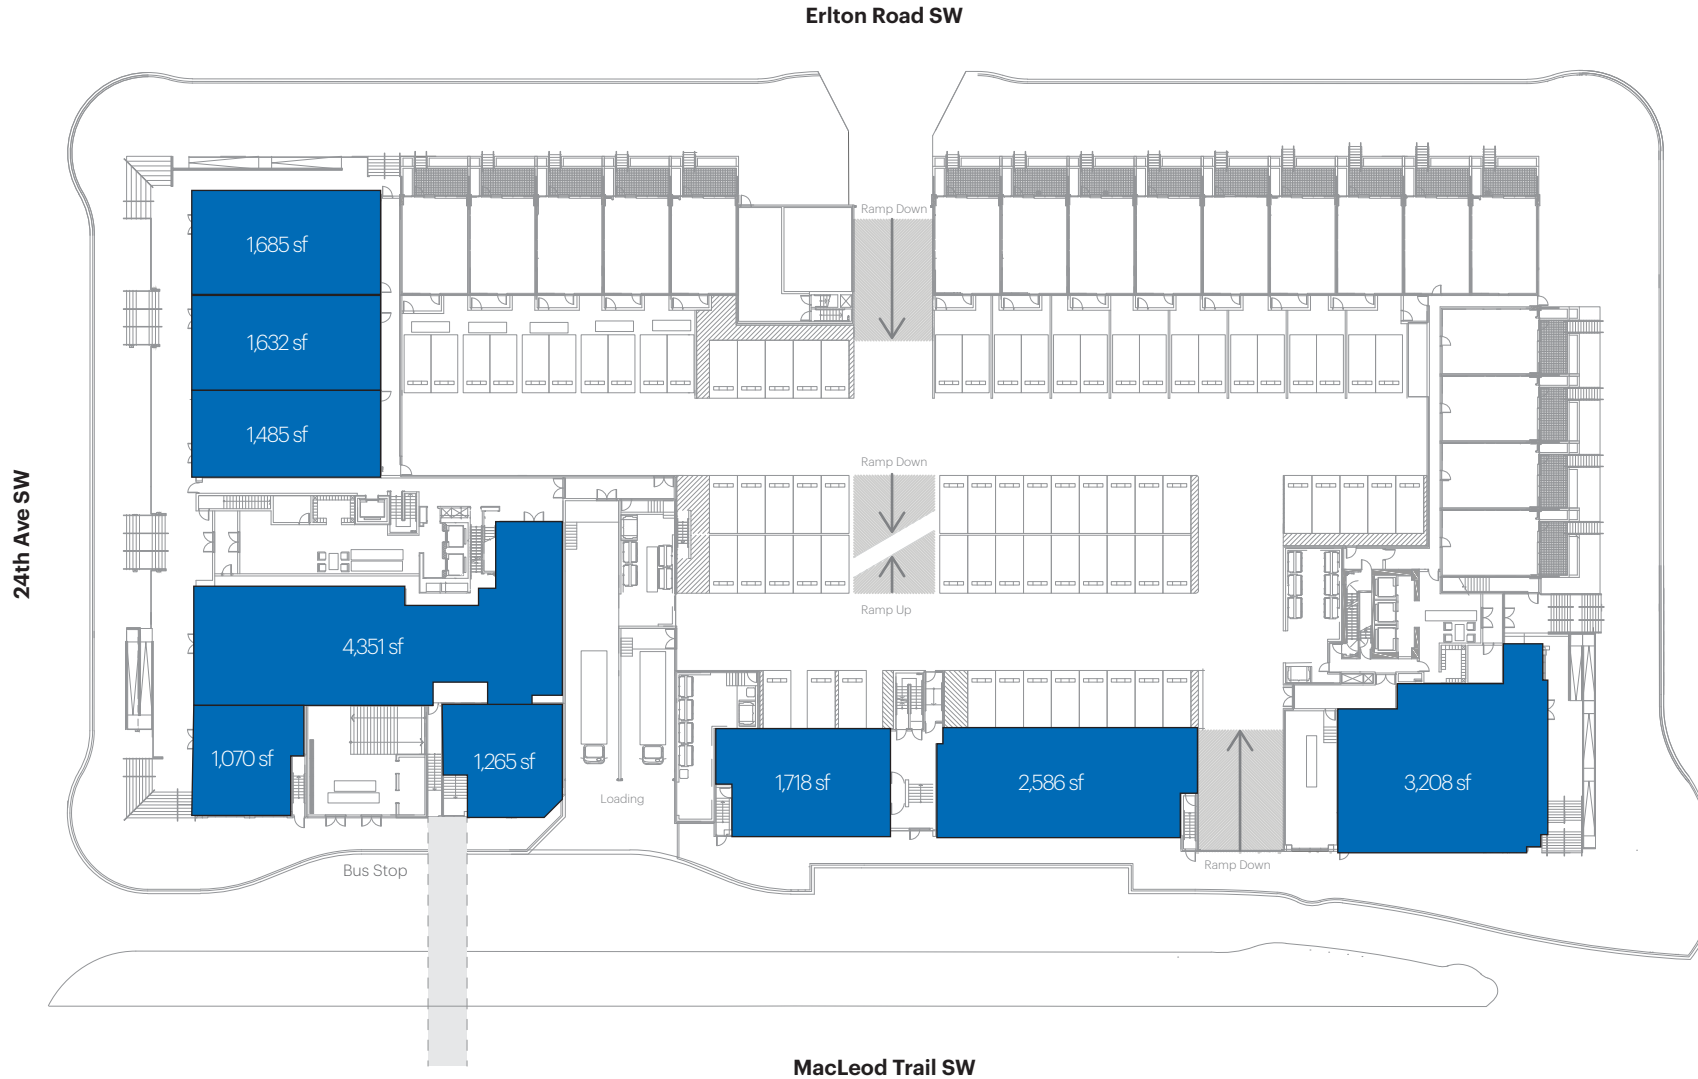 Erlton Road SW
Ramp Down
1,685 sf
1,632 sf
1,485 sf
Ramp Down
24th Ave SW
Ramp Up
4,351 sf
1,070 sf
1,265 sf
1,718 sf
2,586 sf
3,208 sf
Loading
Ramp Down
Bus Stop
MacLeod Trail SW